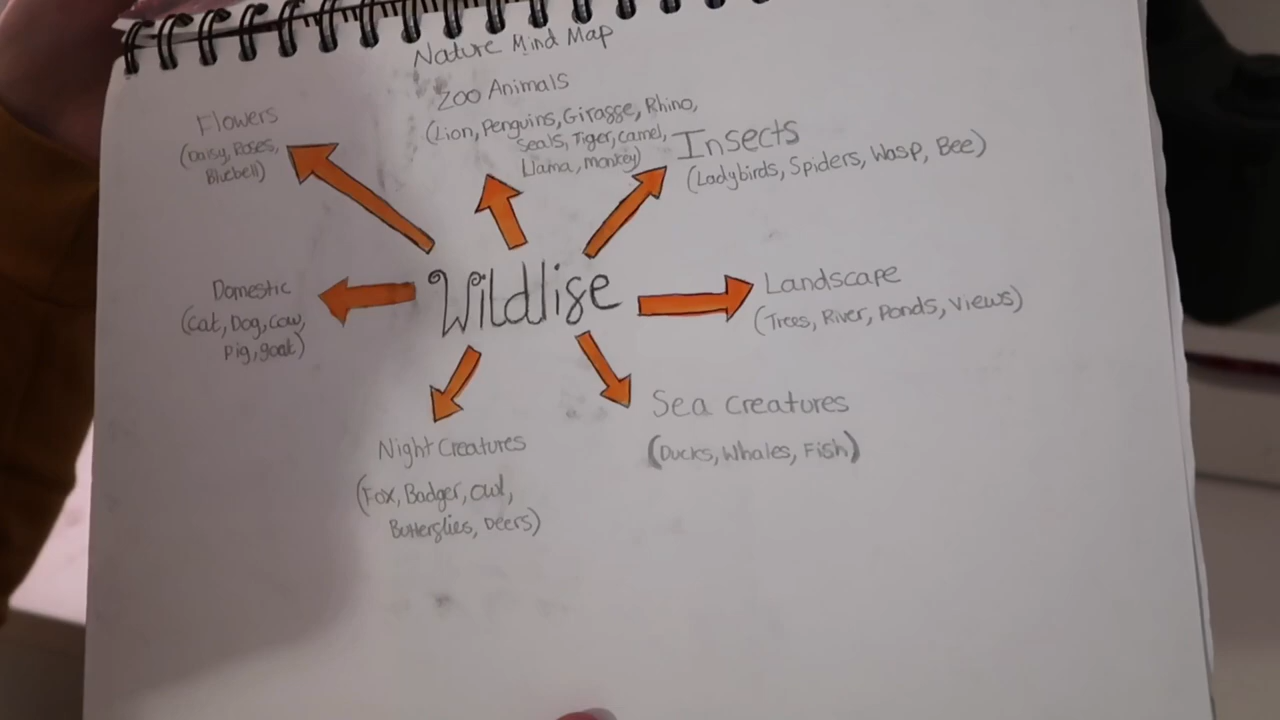 Nature Mind Map
Zoo Animals
(Lion, Penguins, Giraffe, Rhino,
Seals, Tiger, camel,
Llama, monkey)
Flowers
(Daisy, Roses,
Bluebell)
Insects
(Ladybirds, Spiders, Wasp, Bee)
Wildlife
Domestic
(Cat, Dog, Cow,
Pig, goat)
Landscape
(Trees, River, Ponds, Views)
Night Creatures
(Fox, Badger, owl,
Butterflies, Deers)
Sea Creatures
(Ducks, Whales, Fish)